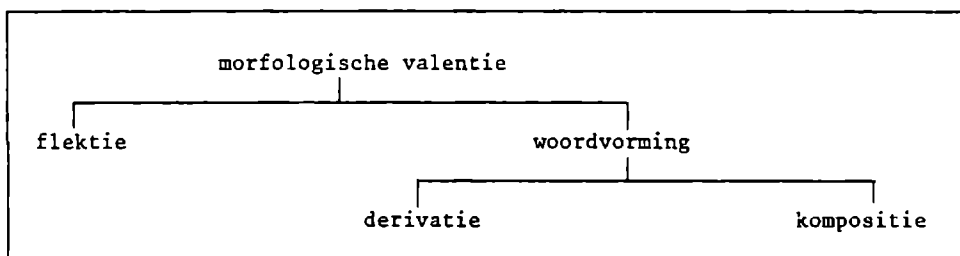 morfologische valentie
flektie woordvorming
derivatie kompositie